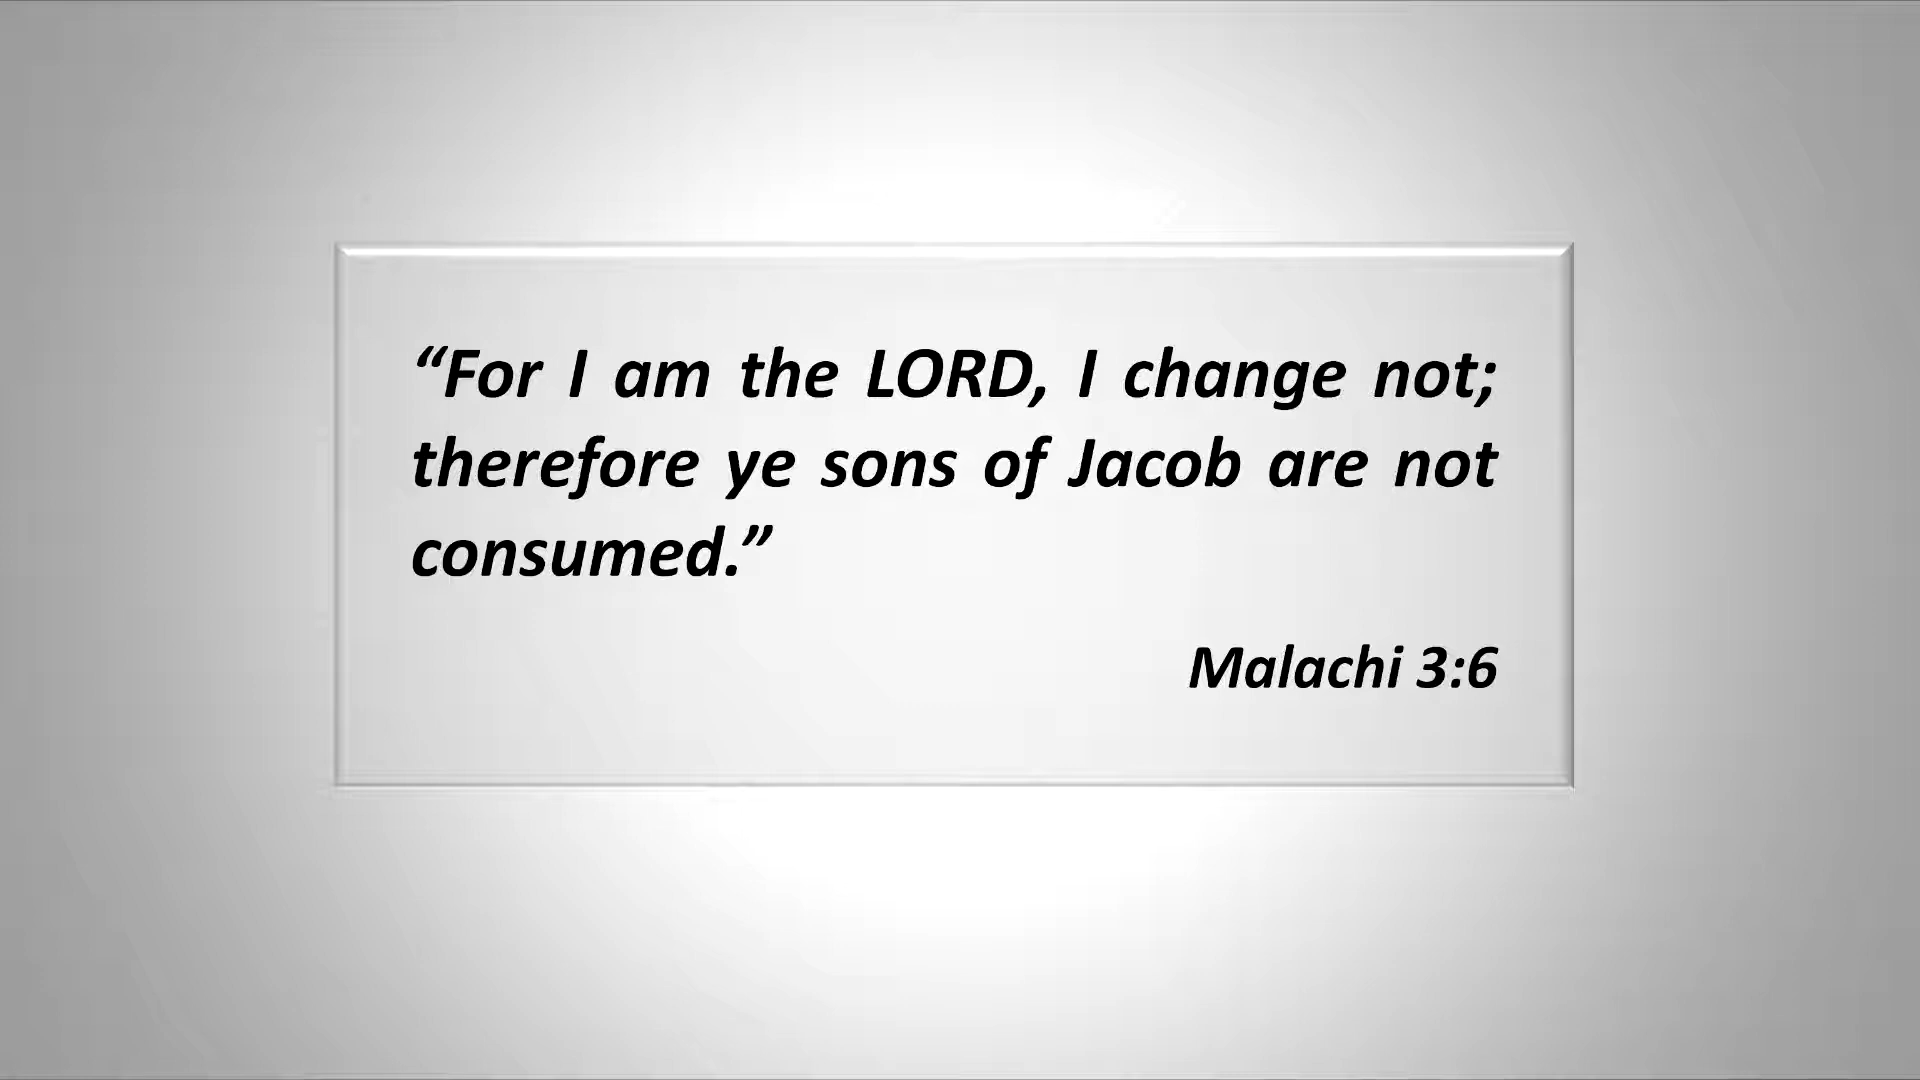 “For I am the LORD, I change not;
therefore ye sons of Jacob are not
consumed.”
Malachi 3:6